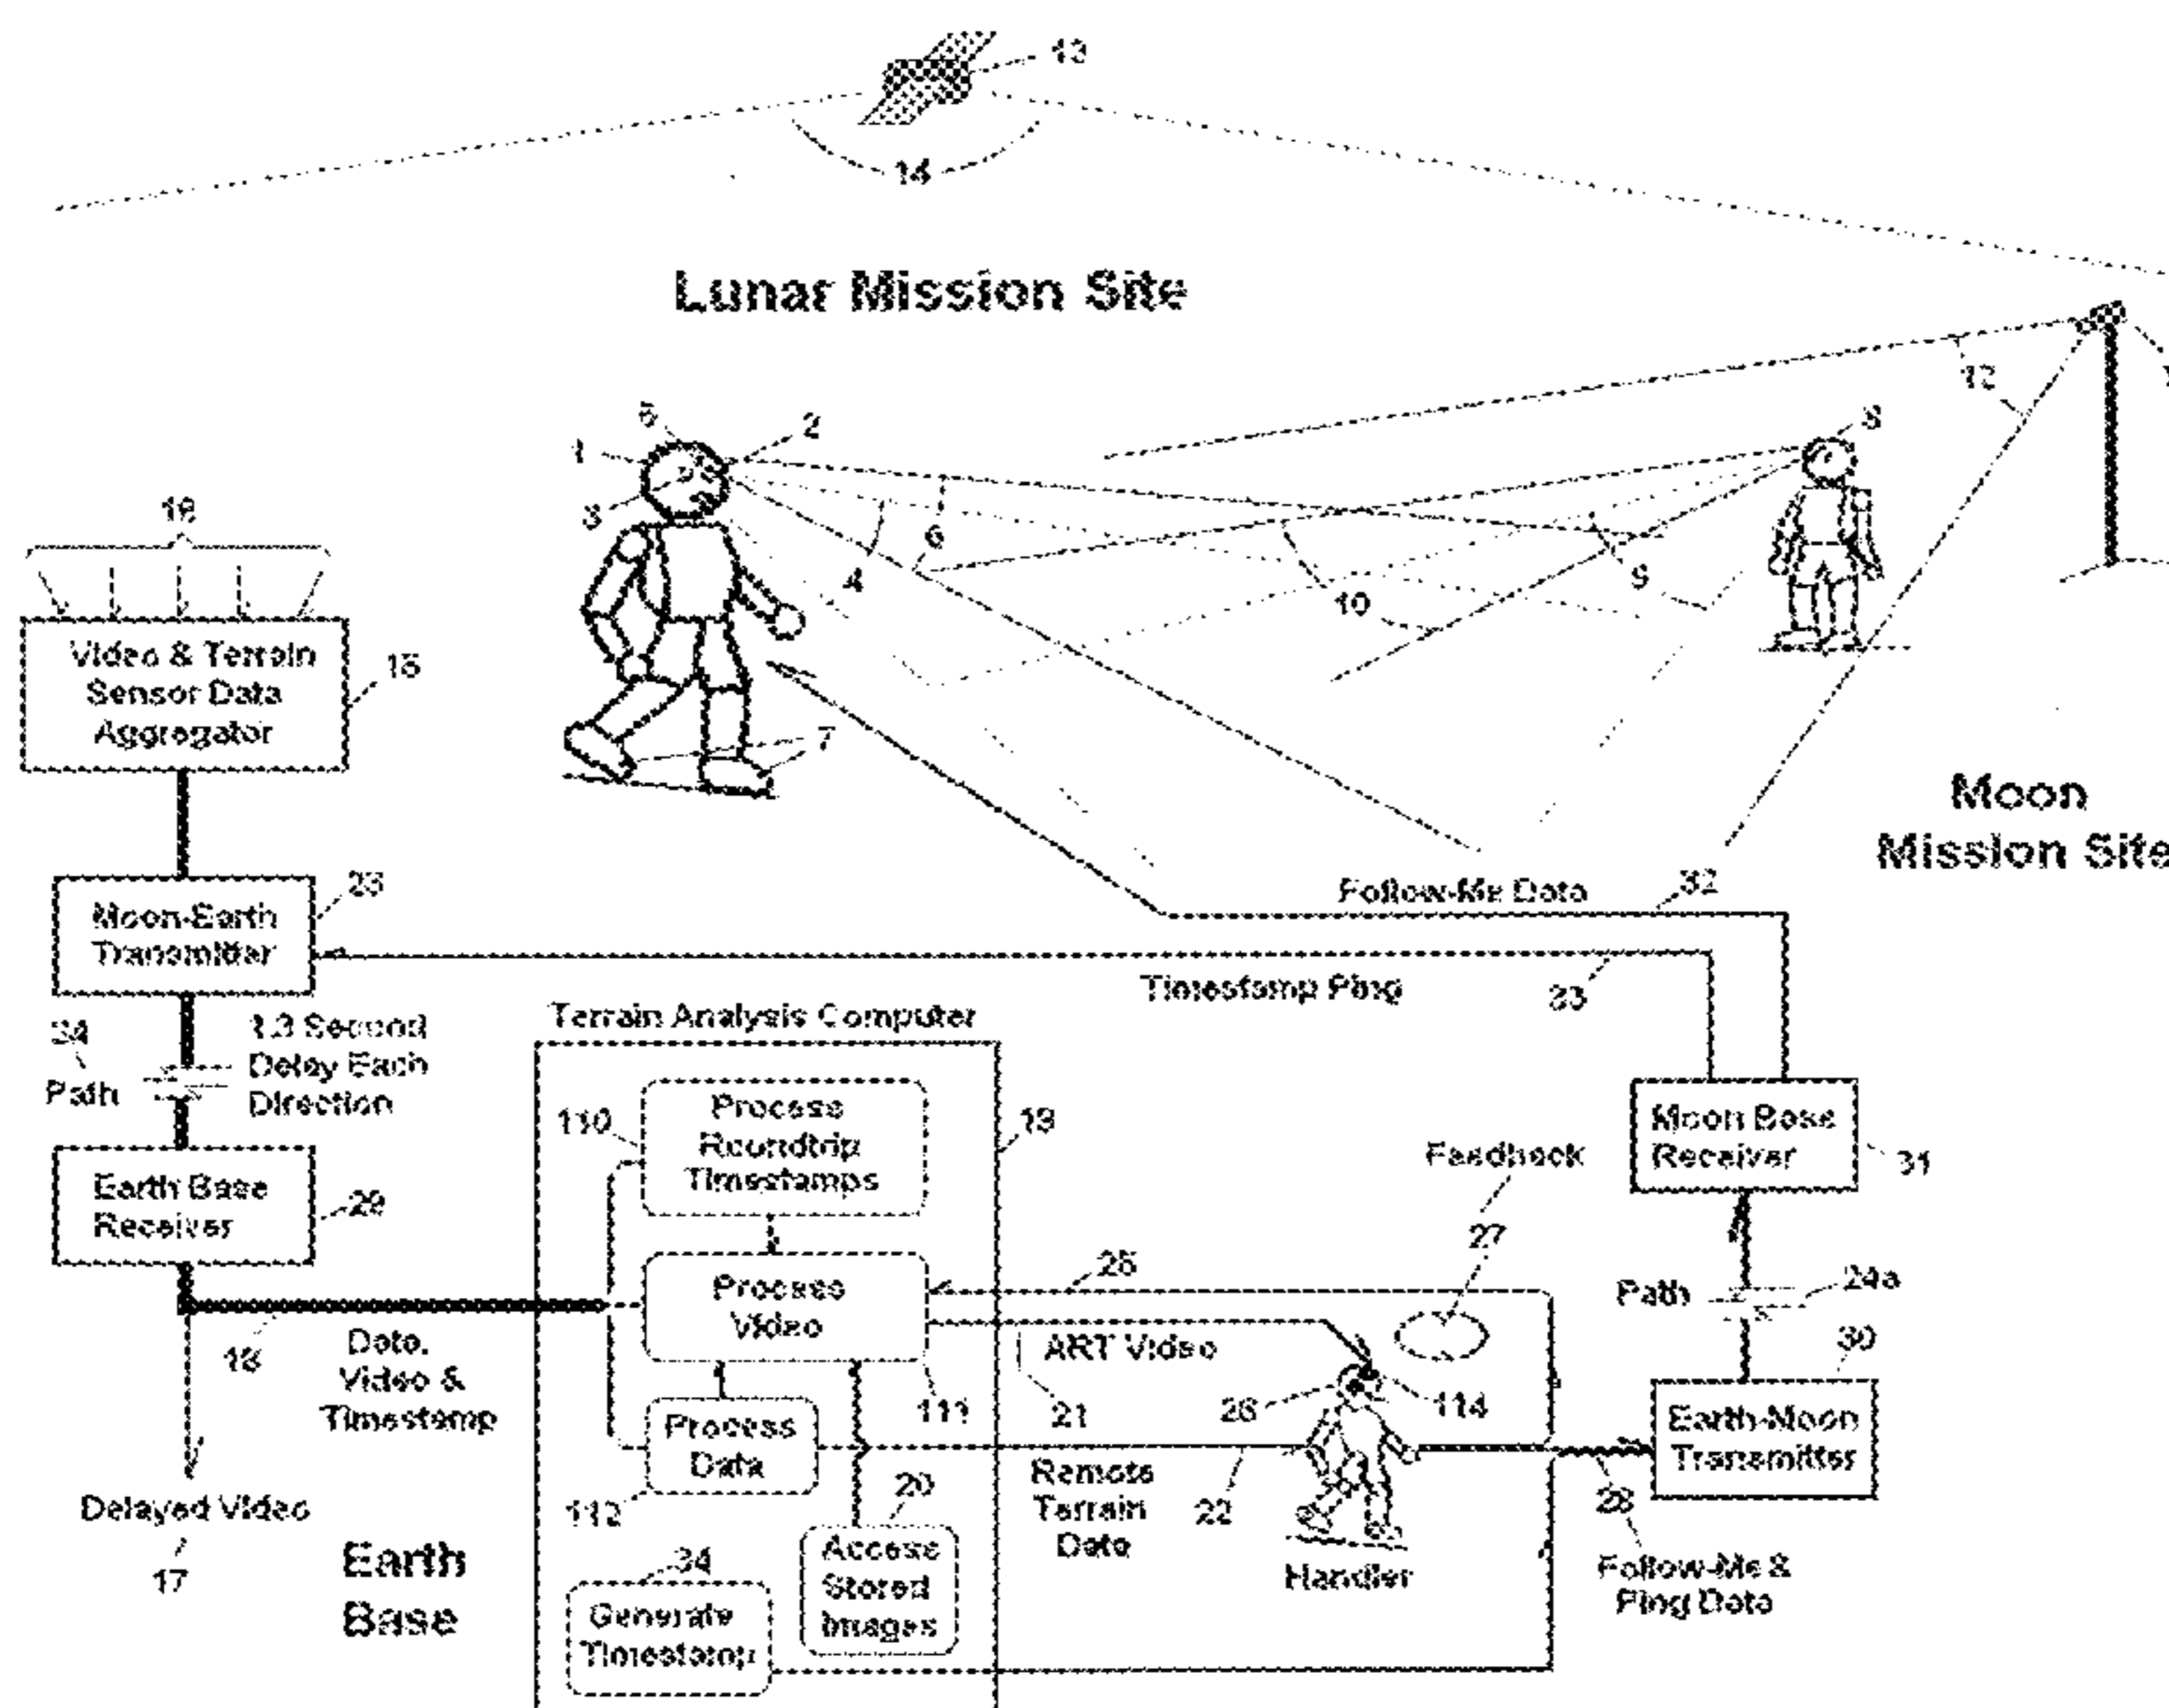 13
14
Lunar Mission Site
12
5
2
1
8
3
6
4
9
10
16
Video & Terrain
Sensor Data
Aggregator
15
7
Moon
Mission Site
Follow-Me Data
32
Moon-Earth
Transmitter
Timestamp Ping
33
Path
1.3 Second
Delay Each
Direction
Terrain Analysis Computer
110
Process
Roundtrip
Timestamps
19
Feedback
27
Moon Base
Receiver
31
Earth Base
Receiver
29
Process
Video
25
Path
24a
18
Data,
Video &
Timestamp
ART Video
21
111
26
114
30
Earth-Moon
Transmitter
Process
Data
112
20
Remote
Terrain
Data
22
28
Follow-Me &
Ping Data
Delayed Video
17
Earth
Base
34
Generate
Timestamp
Access
Stored
Images
Handler